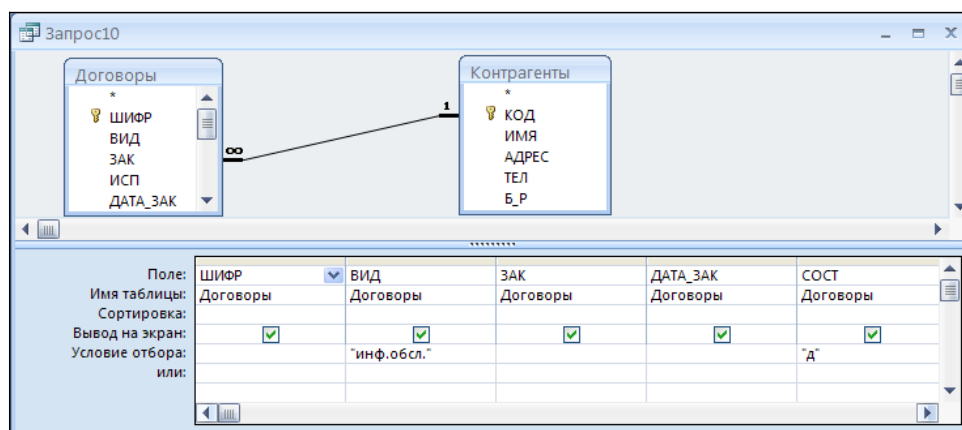 Запрос10
Договоры
*
ШИФР
ВИД
ЗАК
ИСП
ДАТА_ЗАК
∞
1
Контрагенты
*
КОД
ИМЯ
АДРЕС
ТЕЛ
Б_Р
Поле: ШИФР ВИД ЗАК ДАТА_ЗАК СОСТ
Имя таблицы: Договоры Договоры Договоры Договоры Договоры
Сортировка:
Вывод на экран:
Условие отбора: "инф.обсл." "д"
или: